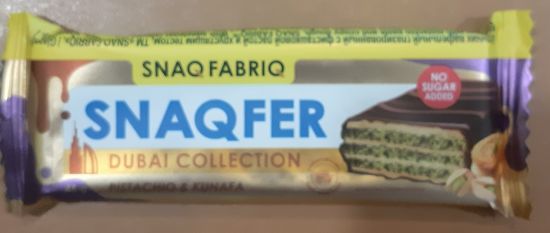 SNAQ FABRIQ
SNAQFER
NO
SUGAR
ADDED
DUBAI COLLECTION
PISTACHIO & KUNAFA